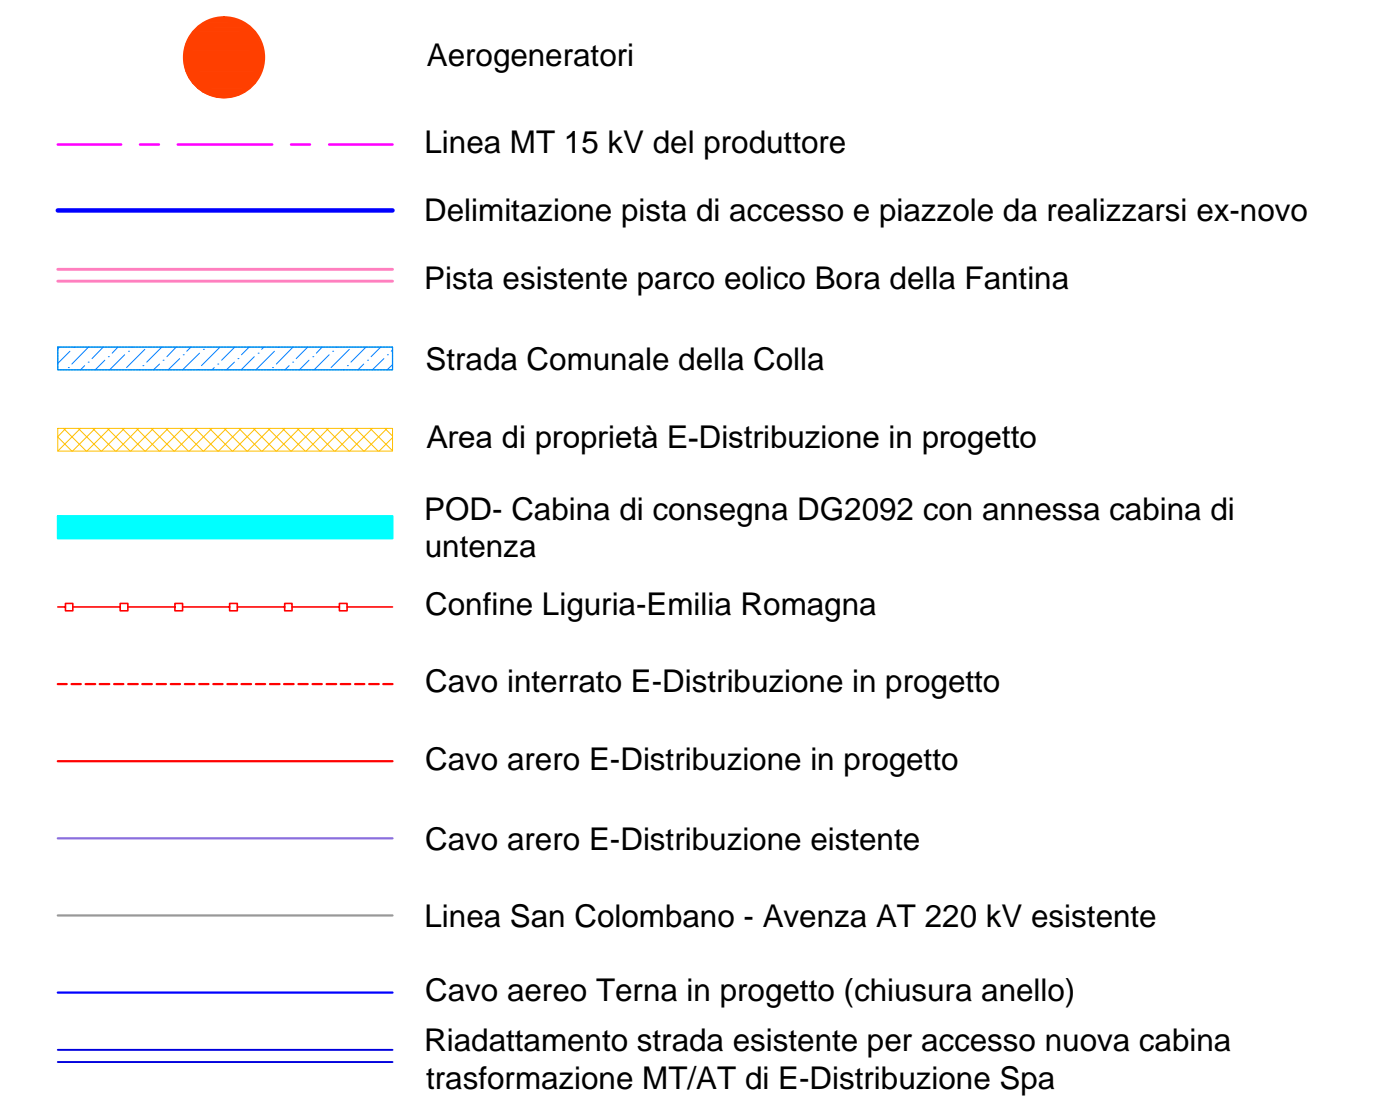 Aerogeneratori
Linea MT 15 kV del produttore
Delimitazione pista di accesso e piazzole da realizzarsi ex-novo
Pista esistente parco eolico Bora della Fantina
Strada Comunale della Colla
Area di proprietà E-Distribuzione in progetto
POD- Cabina di consegna DG2092 con annessa cabina di
untenza
Confine Liguria-Emilia Romagna
Cavo interrato E-Distribuzione in progetto
Cavo arero E-Distribuzione in progetto
Cavo arero E-Distribuzione eistente
Linea San Colombano - Avenza AT 220 kV esistente
Cavo aereo Terna in progetto (chiusura anello)
Riadattamento strada esistente per accesso nuova cabina
trasformazione MT/AT di E-Distribuzione Spa